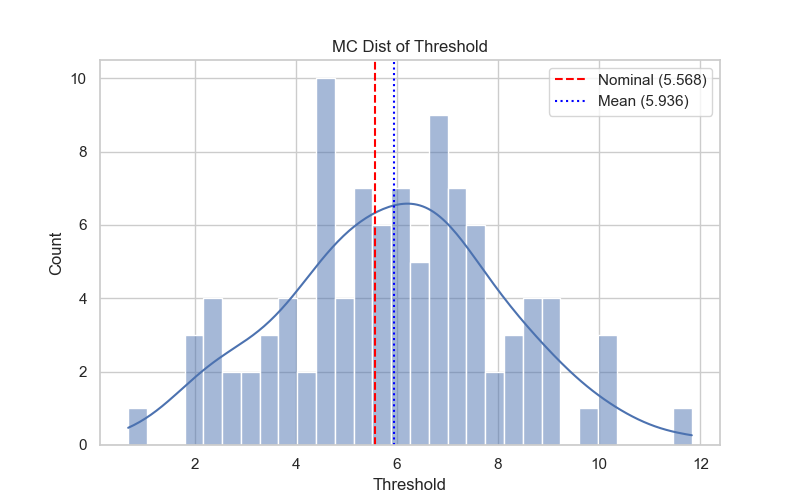 MC Dist of Threshold
Nominal (5.568)
Mean (5.936)
10
8
6
4
2
0
Count
2 4 6 8 10 12
Threshold